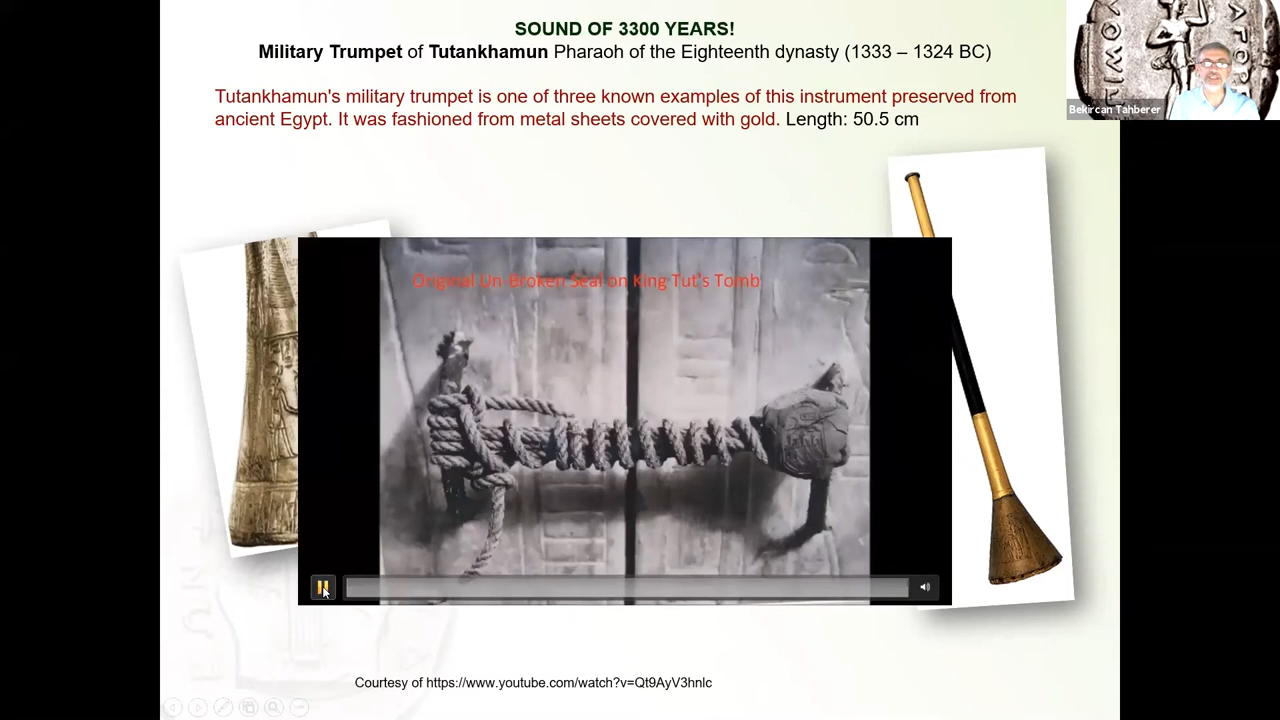 SOUND OF 3300 YEARS!
Military Trumpet of Tutankhamun Pharaoh of the Eighteenth dynasty (1333 – 1324 BC)
Tutankhamun's military trumpet is one of three known examples of this instrument preserved from
ancient Egypt. It was fashioned from metal sheets covered with gold. Length: 50.5 cm
Bekircan Tahberer
Original Un-Broken Seal on King Tut's Tomb
Courtesy of https://www.youtube.com/watch?v=Qt9AyV3hnlc